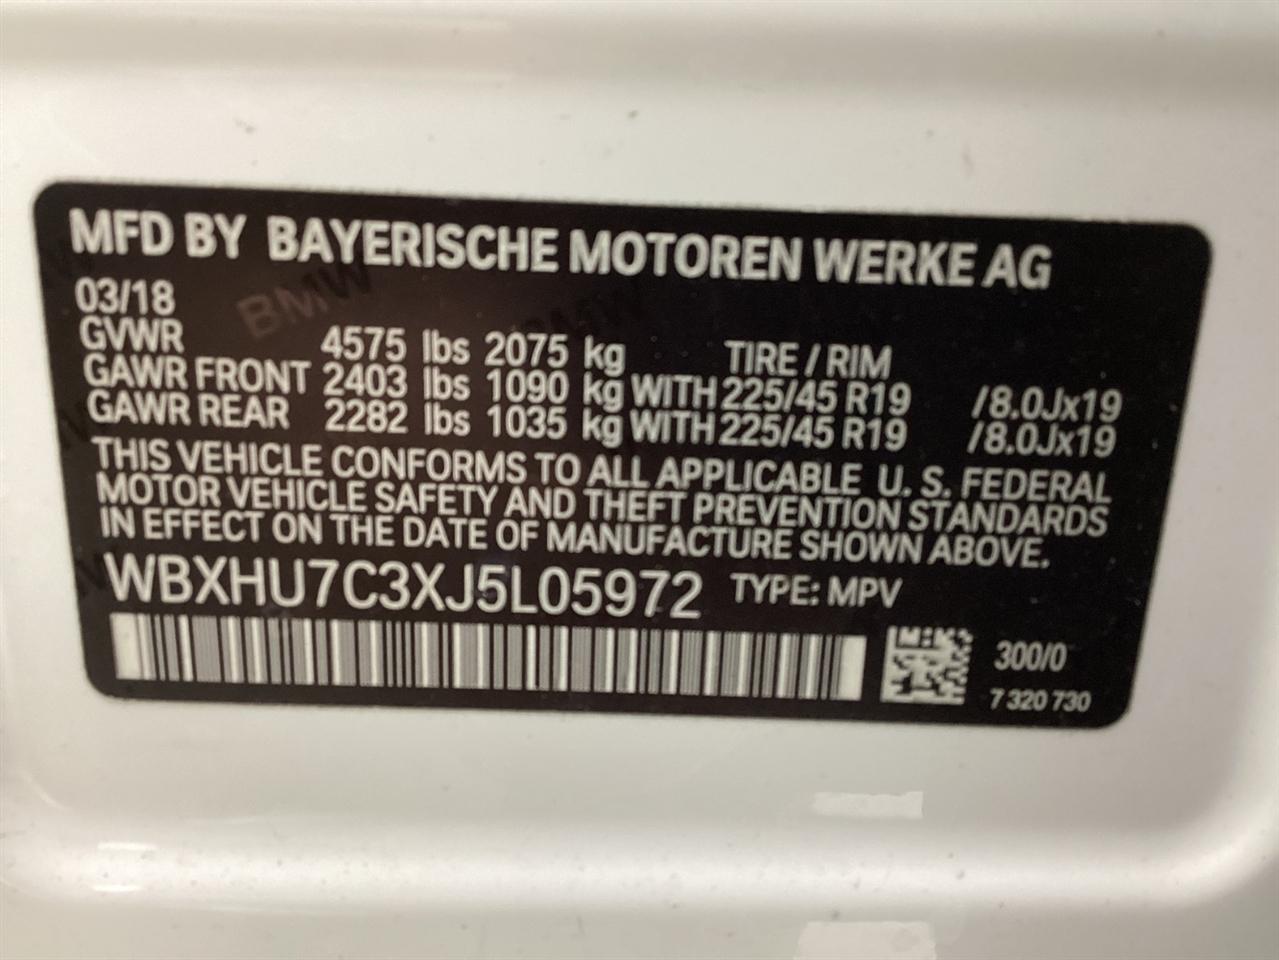 MFD BY BAYERISCHE MOTOREN WERKE AG
03/18
GVWR 4575 lbs 2075 kg TIRE / RIM
GAWR FRONT 2403 lbs 1090 kg WITH 225/45 R19 /8.0Jx19
GAWR REAR 2282 lbs 1035 kg WITH 225/45 R19 /8.0Jx19
THIS VEHICLE CONFORMS TO ALL APPLICABLE U. S. FEDERAL
MOTOR VEHICLE SAFETY AND THEFT PREVENTION STANDARDS
IN EFFECT ON THE DATE OF MANUFACTURE SHOWN ABOVE.
WBXHU7C3XJ5L05972 TYPE: MPV
300/0
7 320 730
BMW
BMW